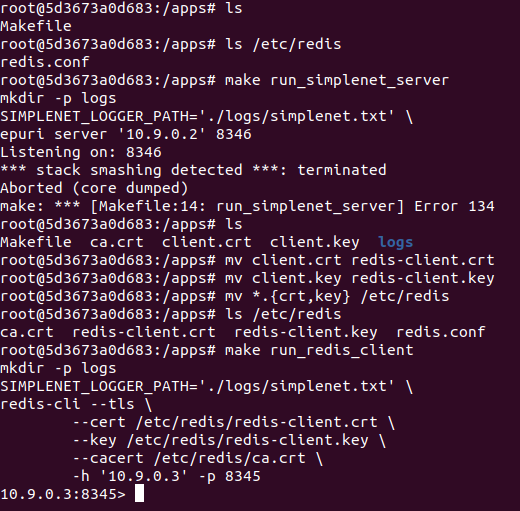 root@5d3673a0d683:/apps# ls
Makefile
root@5d3673a0d683:/apps# ls /etc/redis
redis.conf
root@5d3673a0d683:/apps# make run_simplenet_server
mkdir -p logs
SIMPLENET_LOGGER_PATH='./logs/simplenet.txt' \
epuri server '10.9.0.2' 8346
Listening on: 8346
*** stack smashing detected ***: terminated
Aborted (core dumped)
make: *** [Makefile:14: run_simplenet_server] Error 134
root@5d3673a0d683:/apps# ls
Makefile  ca.crt  client.crt  client.key  logs
root@5d3673a0d683:/apps# mv client.crt redis-client.crt
root@5d3673a0d683:/apps# mv client.key redis-client.key
root@5d3673a0d683:/apps# mv *.{crt,key} /etc/redis
root@5d3673a0d683:/apps# ls /etc/redis
ca.crt  redis-client.crt  redis-client.key  redis.conf
root@5d3673a0d683:/apps# make run_redis_client
mkdir -p logs
SIMPLENET_LOGGER_PATH='./logs/simplenet.txt' \
redis-cli --tls \
        --cert /etc/redis/redis-client.crt \
        --key /etc/redis/redis-client.key \
        --cacert /etc/redis/ca.crt \
        -h '10.9.0.3' -p 8345
10.9.0.3:8345>